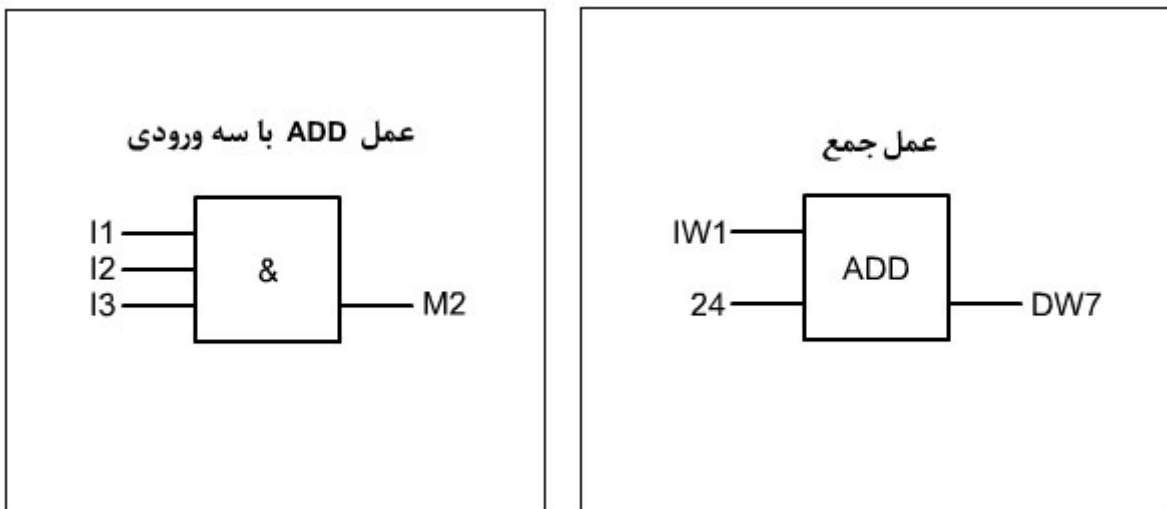 عمل ADD با سه ورودی
I1
I2
I3
&
M2
عمل جمع
IW1
24
ADD
DW7